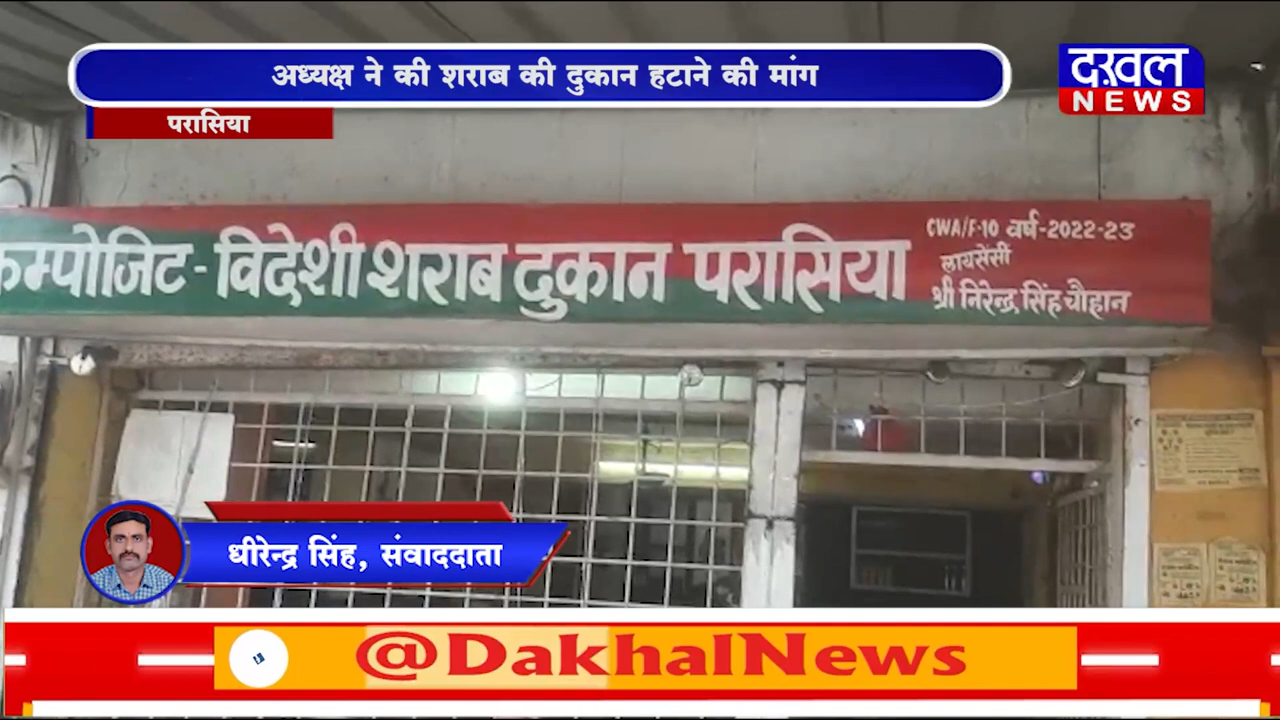 अध्यक्ष ने की शराब की दुकान हटाने की मांग
दख़ल
NEWS
परासिया
कम्पोजिट-विदेशी शराब दुकान परासिया
CWA/F-10 वर्ष-2022-23
लायसेंसी
श्री निरेन्द्र सिंह चौहान
धीरेन्द्र सिंह, संवाददाता
@DakhalNews